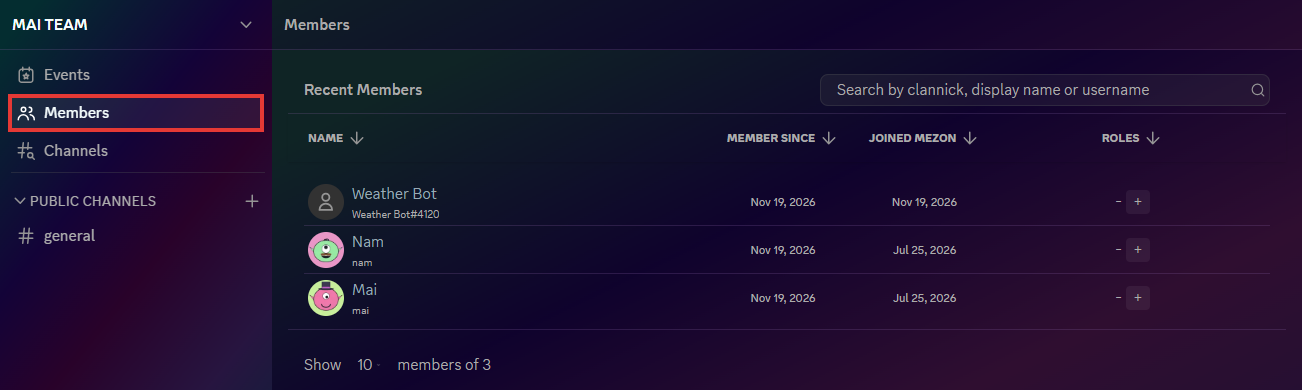 MAI TEAM
Members
Events
Members
Channels
PUBLIC CHANNELS
general
Recent Members
Search by clannick, display name or username
NAME MEMBER SINCE JOINED MEZON ROLES
Weather Bot
Weather Bot#4120
Nov 19, 2026 Nov 19, 2026 - +
Nam
nam
Nov 19, 2026 Jul 25, 2026 - +
Mai
mai
Nov 19, 2026 Jul 25, 2026 - +
Show 10 members of 3